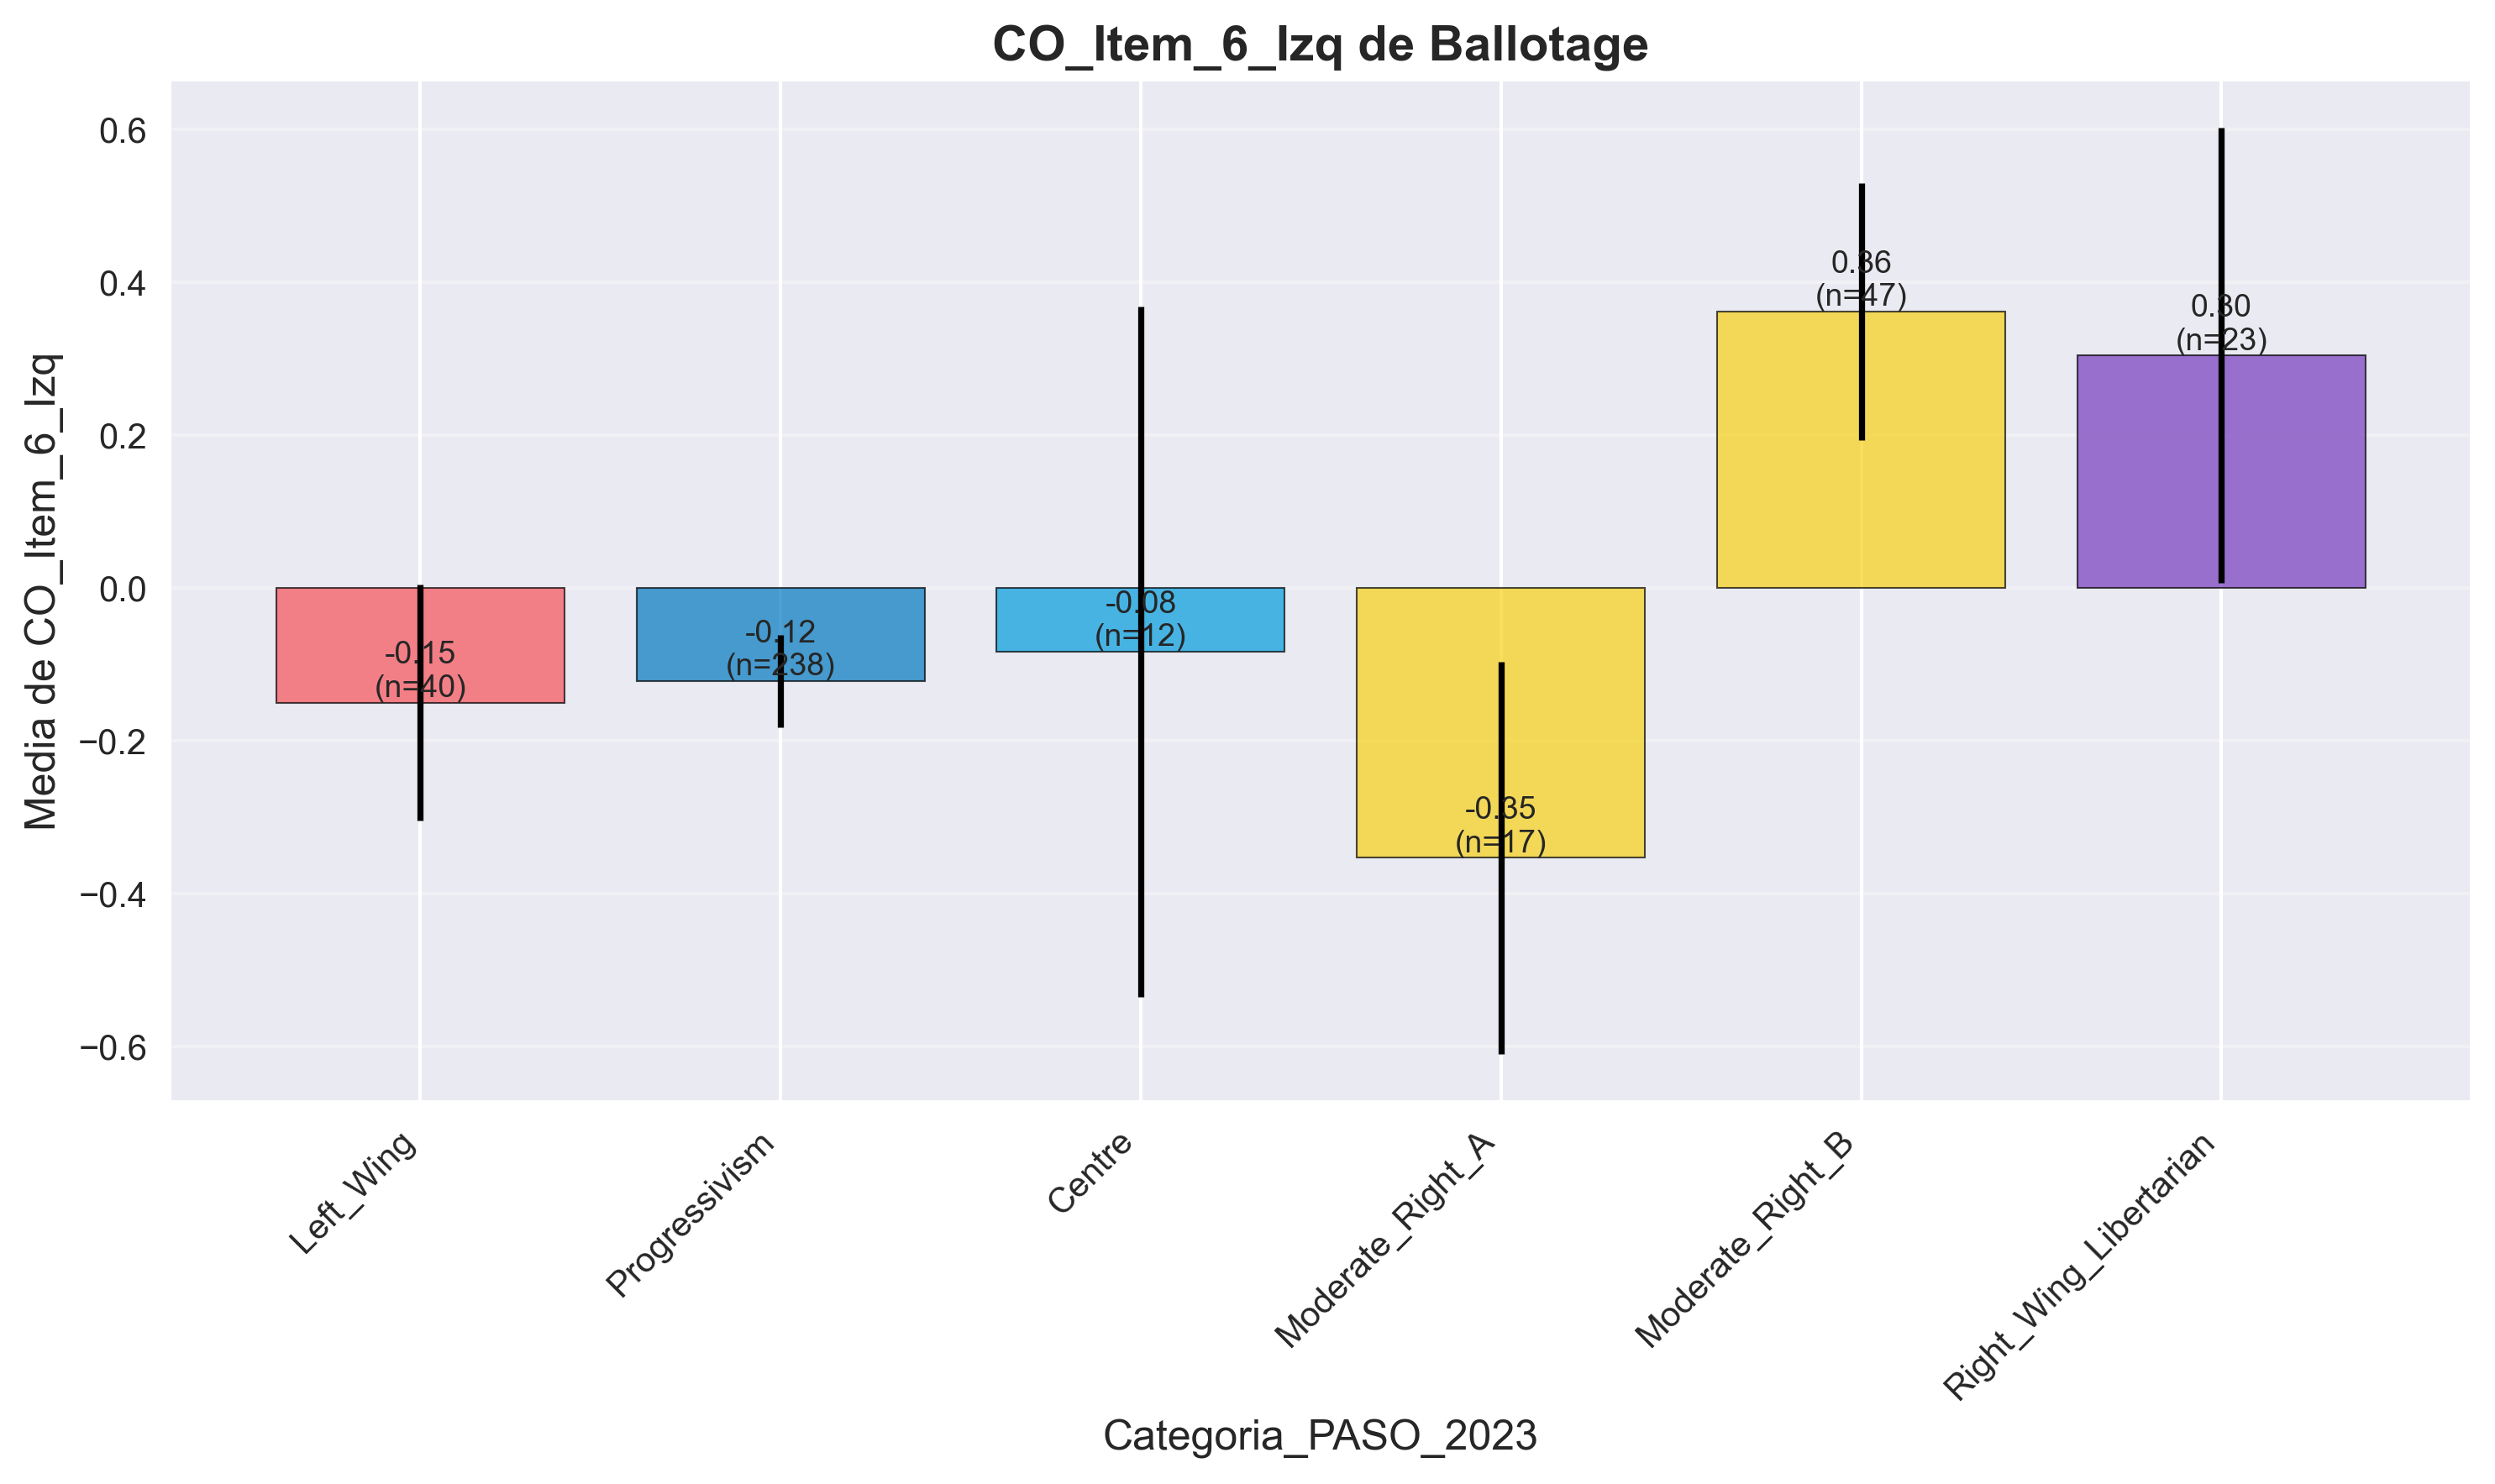 CO_Item_6_Izq de Ballotage
Media de CO_Item_6_Izq
0.6
0.4
0.2
0.0
−0.2
−0.4
−0.6
-0.15
(n=40)
-0.12
(n=238)
-0.08
(n=12)
-0.35
(n=17)
0.36
(n=47)
0.30
(n=23)
Left_Wing
Progressivism
Centre
Moderate_Right_A
Moderate_Right_B
Right_Wing_Libertarian
Categoria_PASO_2023